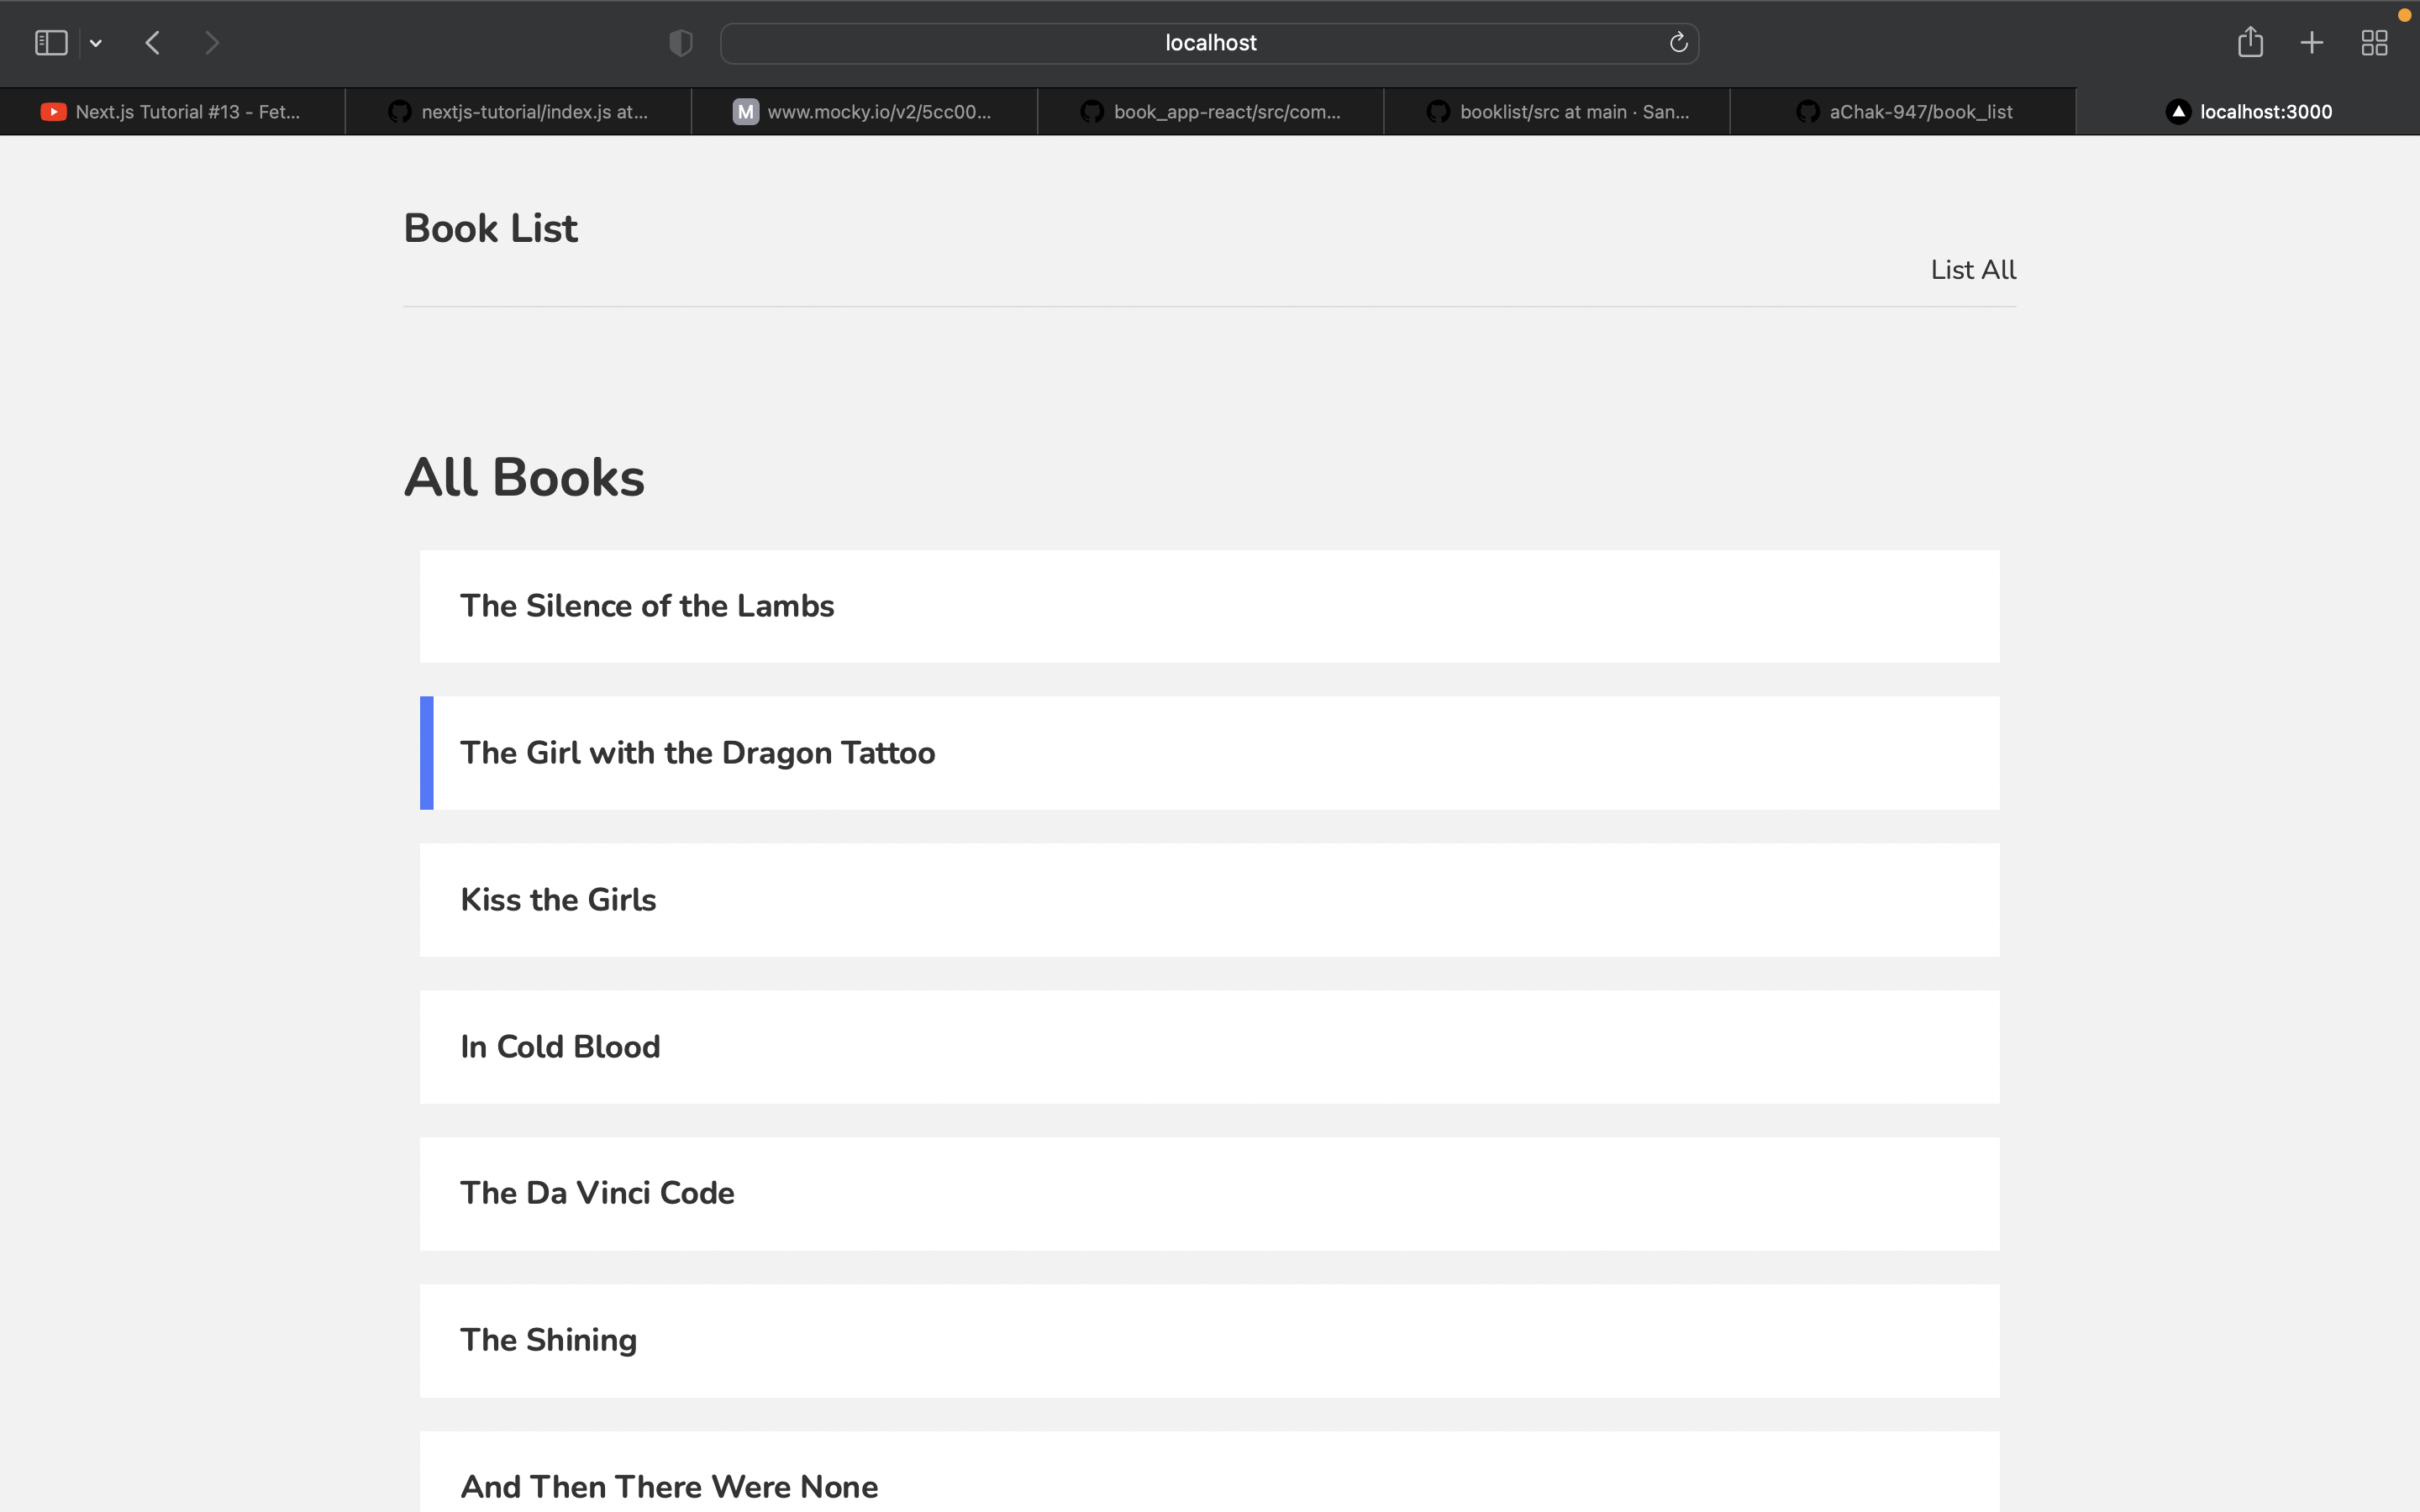 localhost
Next.js Tutorial #13 - Fet...
nextjs-tutorial/index.js at...
M www.mocky.io/v2/5cc00...
book_app-react/src/com...
booklist/src at main · San...
aChak-947/book_list
localhost:3000
Book List
List All
All Books
The Silence of the Lambs
The Girl with the Dragon Tattoo
Kiss the Girls
In Cold Blood
The Da Vinci Code
The Shining
And Then There Were None